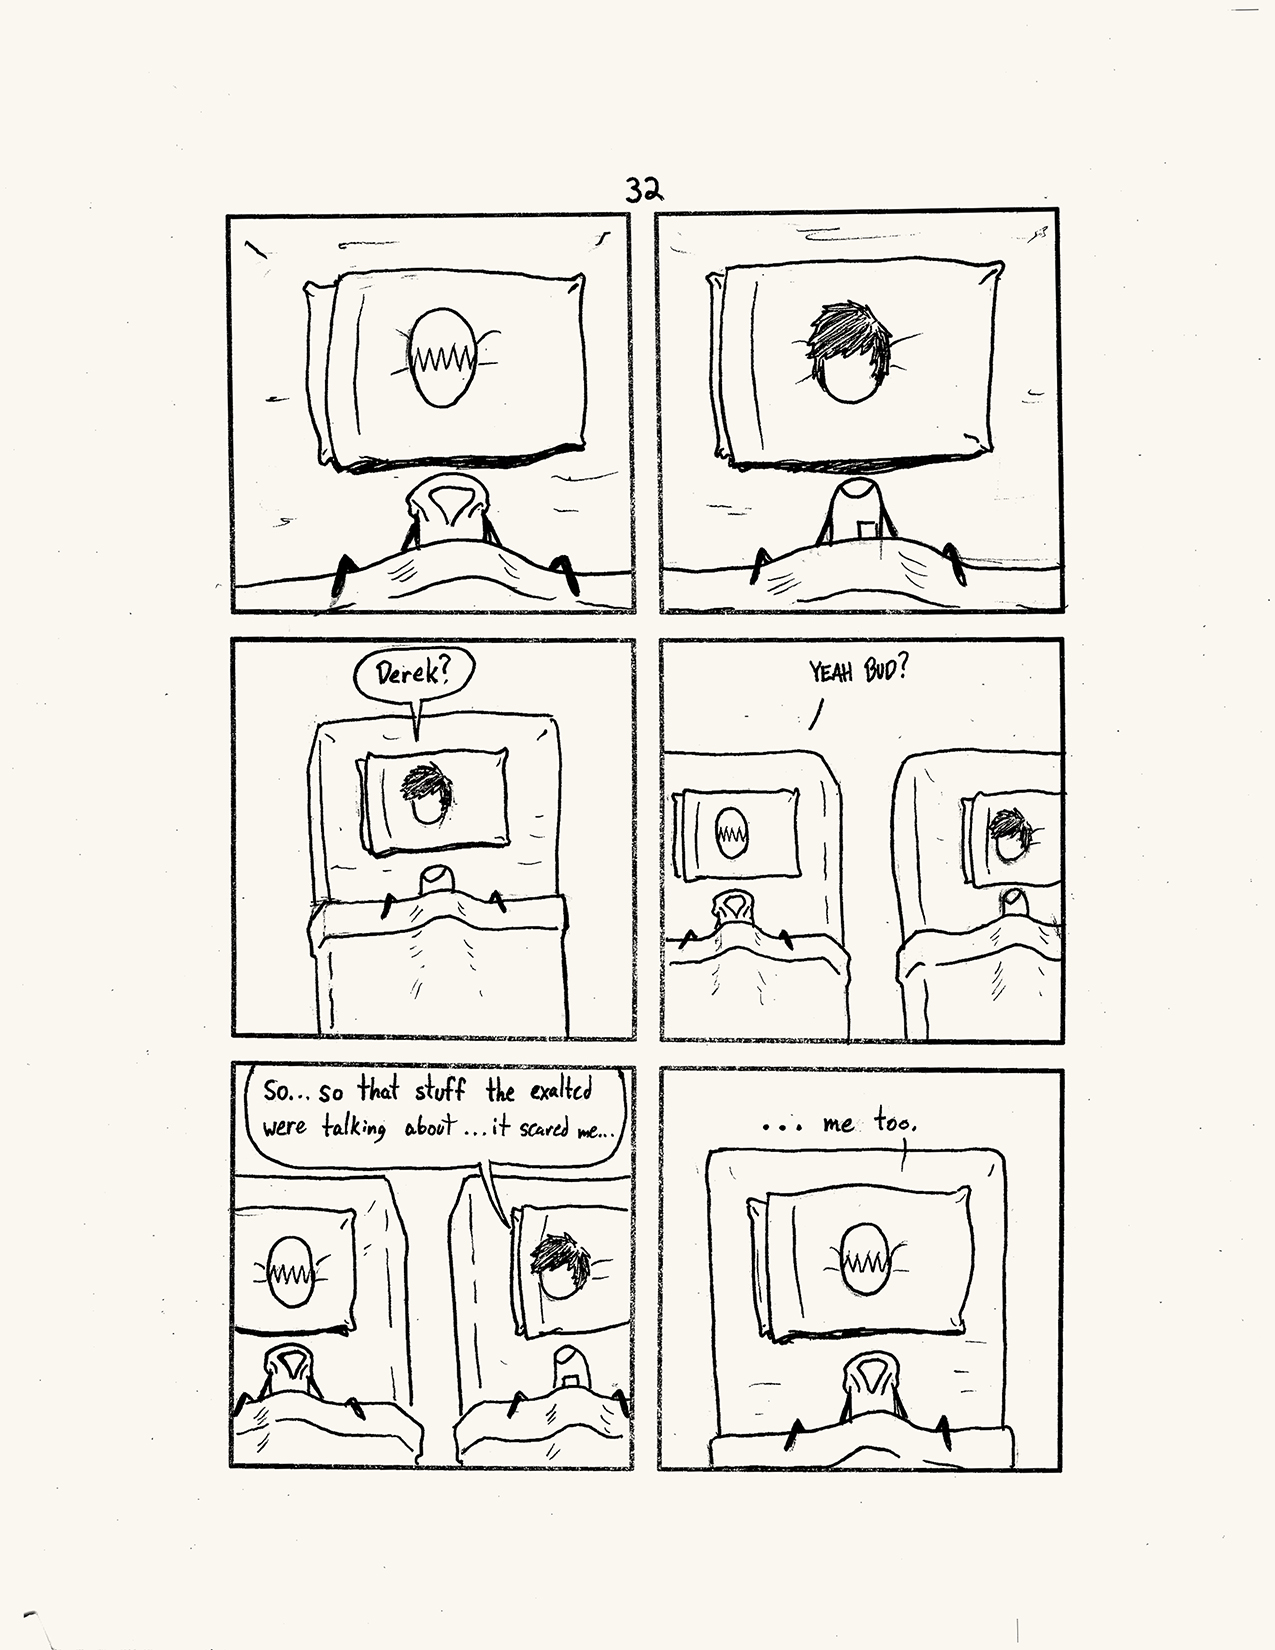 32
Derek?
YEAH BUD?
So... so that stuff the exalted
were talking about ... it scared me...
... me too.